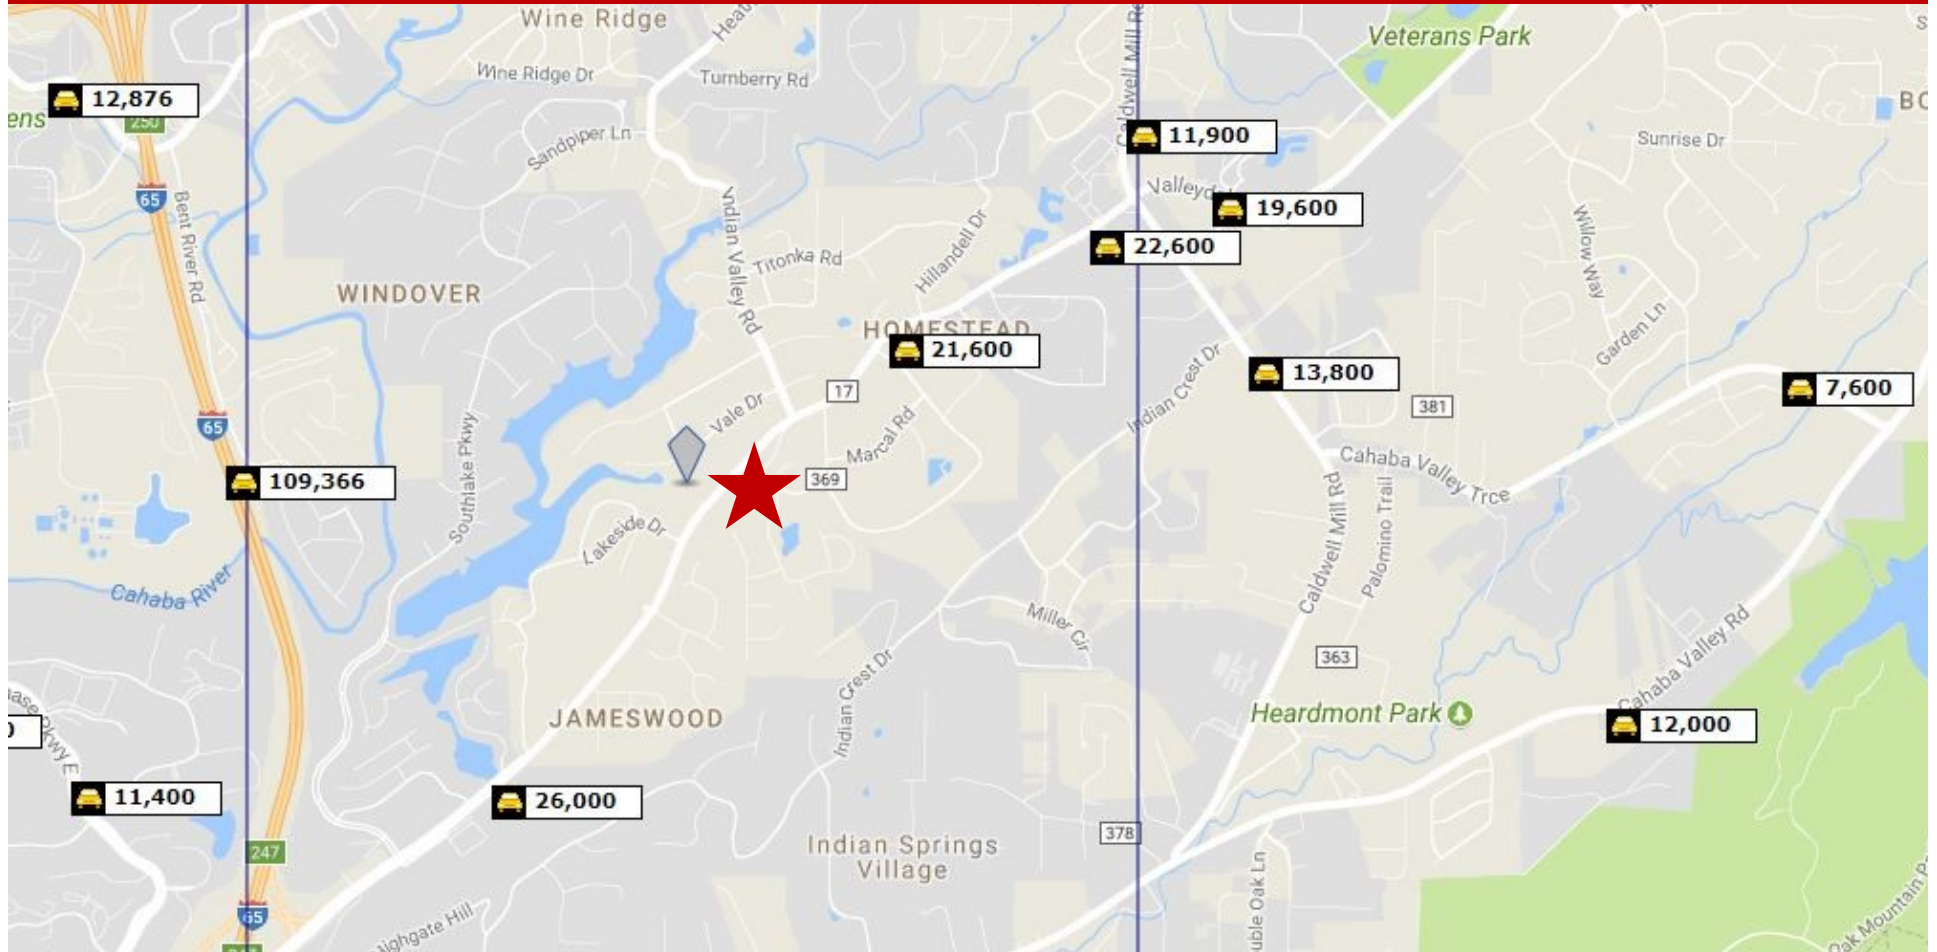 Wine Ridge
Veterans Park
Wine Ridge Dr
Turnberry Rd
12,876
250
Sandpiper Ln
Caldwell Mill Rd
11,900
Sunrise Dr
65
Bent River Rd
Indian Valley Rd
19,600
Hillandell Dr
Willow Way
22,600
Titonka Rd
WINDOVER
HOMESTEAD
21,600
Indian Crest Dr
13,800
Garden Ln
7,600
17
381
Vale Dr
Marcal Rd
65
Southlake Pkwy
109,366
369
Cahaba Valley Trce
Lakeside Dr
Caldwell Mill Rd
Palomino Trail
Cahaba River
Miller Cir
363
Cahaba Valley Rd
Indian Crest Dr
JAMESWOOD
Heardmont Park
12,000
11,400
26,000
378
Indian Springs
Village
247
65